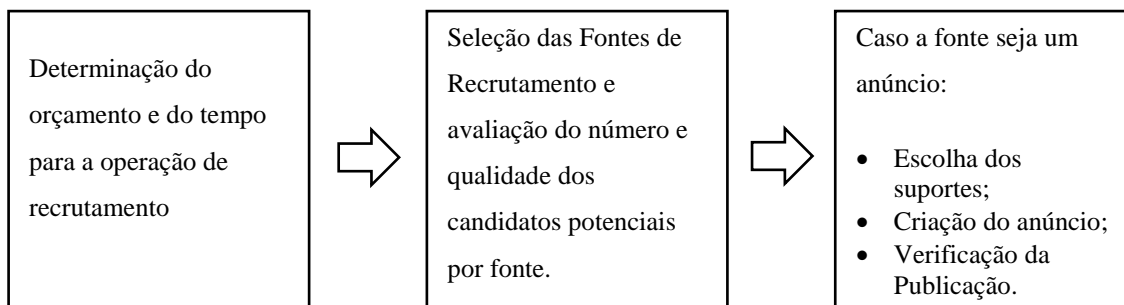 Determinação do
orçamento e do tempo
para a operação de
recrutamento
Seleção das Fontes de
Recrutamento e
avaliação do número e
qualidade dos
candidatos potenciais
por fonte.
Caso a fonte seja um
anúncio:
• Escolha dos
suportes;
• Criação do anúncio;
• Verificação da
Publicação.